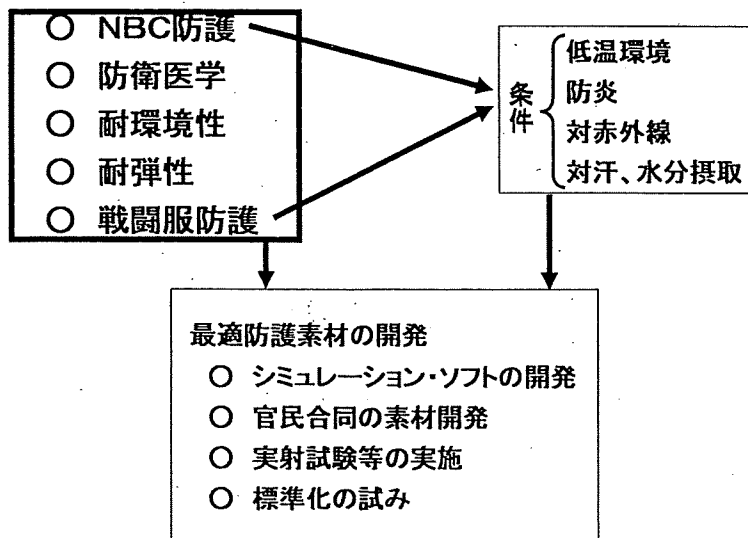 ○ NBC防護
○ 防衛医学
○ 耐環境性
○ 耐弾性
○ 戦闘服防護
条件
低温環境
防炎
対赤外線
対汗、水分摂取
最適防護素材の開発
○ シミュレーション・ソフトの開発
○ 官民合同の素材開発
○ 実射試験等の実施
○ 標準化の試み